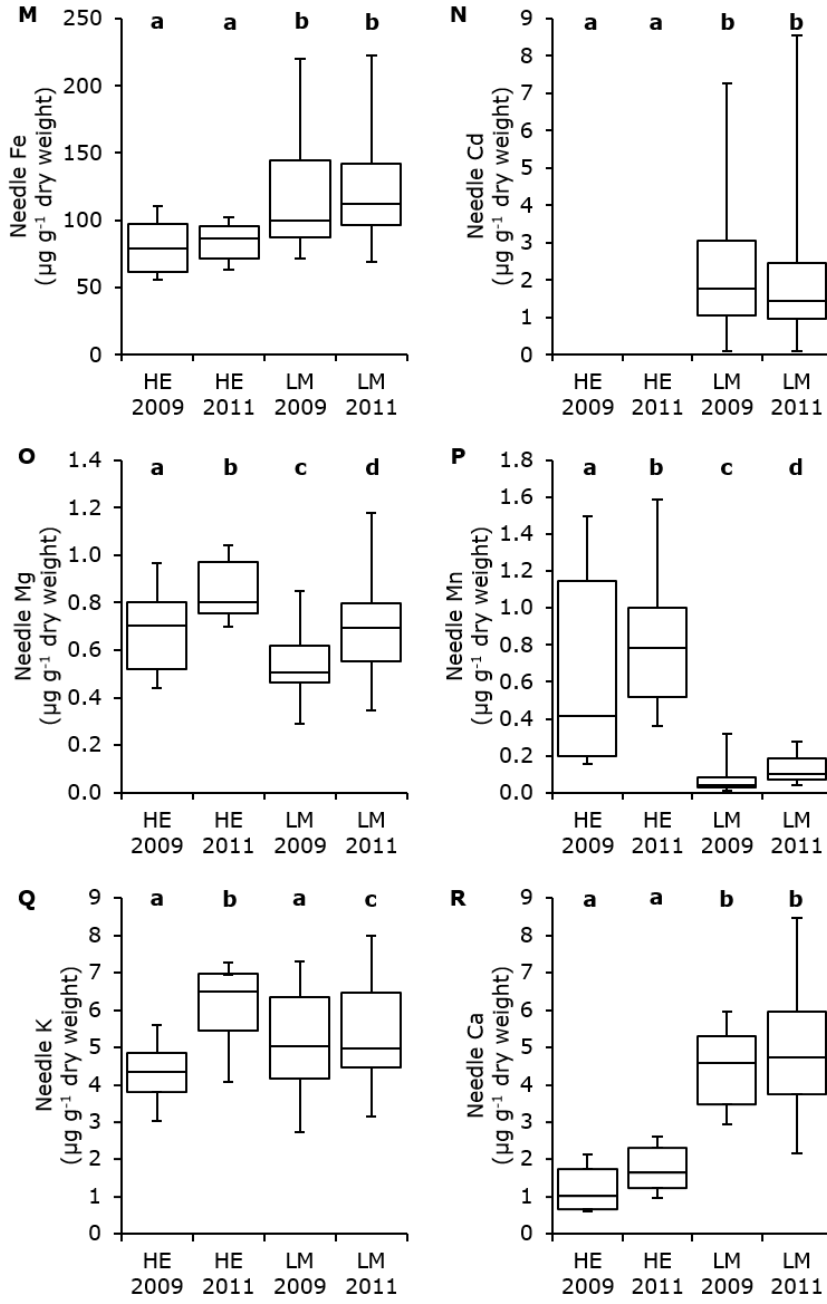 M
a a b b
Needle Fe
(µg g⁻¹ dry weight)
250
200
150
100
50
0
HE HE LM LM
2009 2011 2009 2011
N
a a b b
Needle Cd
(µg g⁻¹ dry weight)
9
8
7
6
5
4
3
2
1
0
HE HE LM LM
2009 2011 2009 2011
O
a b c d
Needle Mg
(µg g⁻¹ dry weight)
1.4
1.2
1.0
0.8
0.6
0.4
0.2
0.0
HE HE LM LM
2009 2011 2009 2011
P
a b c d
Needle Mn
(µg g⁻¹ dry weight)
1.8
1.6
1.4
1.2
1.0
0.8
0.6
0.4
0.2
0.0
HE HE LM LM
2009 2011 2009 2011
Q
a b a c
Needle K
(µg g⁻¹ dry weight)
9
8
7
6
5
4
3
2
1
0
HE HE LM LM
2009 2011 2009 2011
R
a a b b
Needle Ca
(µg g⁻¹ dry weight)
9
8
7
6
5
4
3
2
1
0
HE HE LM LM
2009 2011 2009 2011